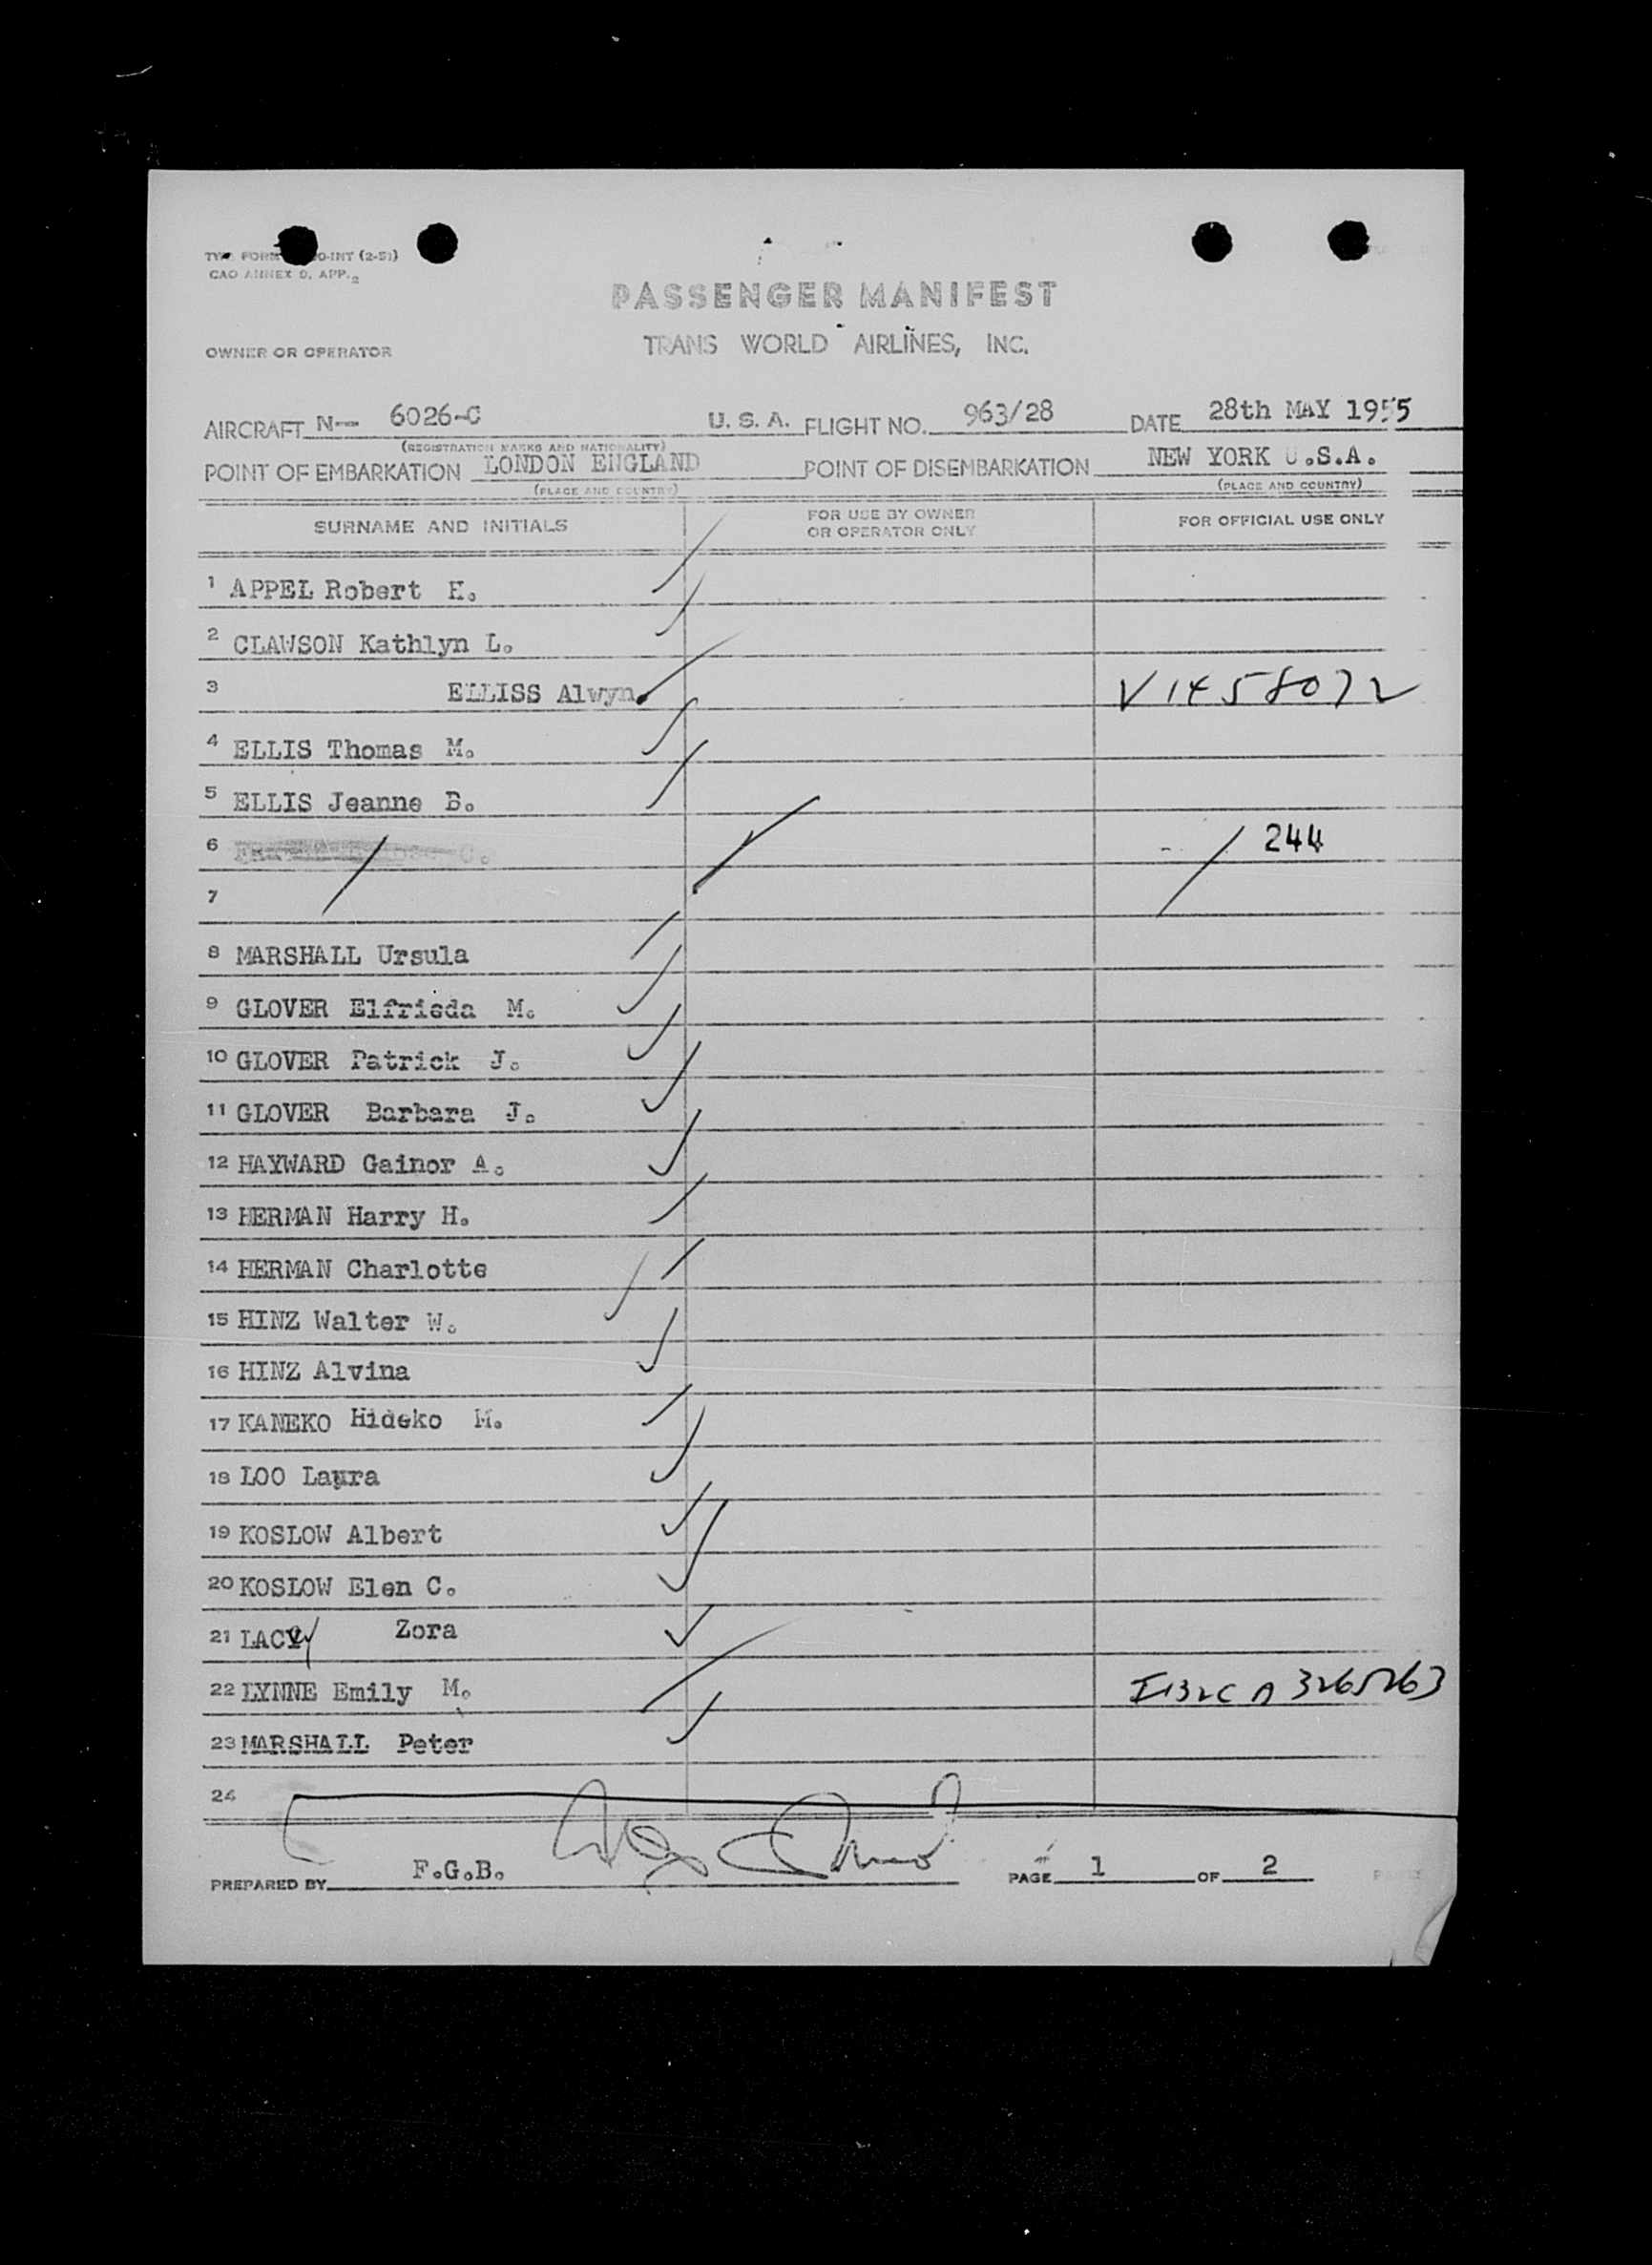 CAO ANNEX 9, APP. 2
PASSENGER MANIFEST
OWNER OR OPERATOR TRANS WORLD AIRLINES, INC.
AIRCRAFT N-- 6026-C U.S.A. FLIGHT NO. 963/28 DATE 28th MAY 1955
(REGISTRATION MARKS AND NATIONALITY)
POINT OF EMBARKATION LONDON ENGLAND POINT OF DISEMBARKATION NEW YORK U.S.A.
(PLACE AND COUNTRY) (PLACE AND COUNTRY)
SURNAME AND INITIALS FOR USE BY OWNER OR OPERATOR ONLY FOR OFFICIAL USE ONLY
1 APPEL Robert H.
2 CLAWSON Kathlyn L.
3 ELLISS Alwyn. V1458072
4 ELLIS Thomas M.
5 ELLIS Jeanne B.
6 244
7
8 MARSHALL Ursula
9 GLOVER Elfrieda M.
10 GLOVER Patrick J.
11 GLOVER Barbara J.
12 HAYWARD Gainor A.
13 HERMAN Harry H.
14 HERMAN Charlotte
15 HINZ Walter W.
16 HINZ Alvina
17 KANEKO Hideko M.
18 LOO Laura
19 KOSLOW Albert
20 KOSLOW Elen C.
21 LACY Zora
22 LYNNE Emily M.
23 MARSHALL Peter
24
PREPARED BY F.G.B. PAGE 1 OF 2